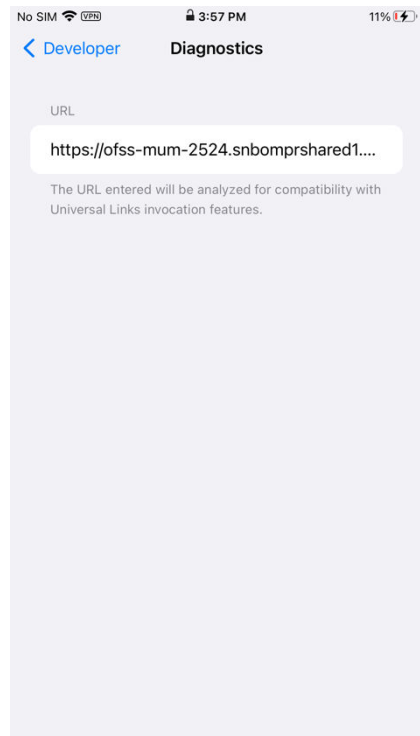 No SIM VPN 3:57 PM 11%
Developer Diagnostics
URL
https://ofss-mum-2524.snbomprshared1....
The URL entered will be analyzed for compatibility with
Universal Links invocation features.